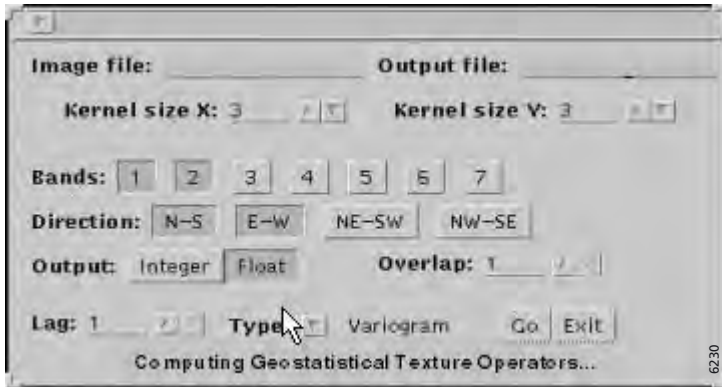 Image file: Output file:
Kernel size X: 3 Kernel size Y: 3
Bands: 1 2 3 4 5 6 7
Direction: N-S E-W NE-SW NW-SE
Output: Integer Float Overlap: 1
Lag: 1 Type Variogram Go Exit
Computing Geostatistical Texture Operators...
6230